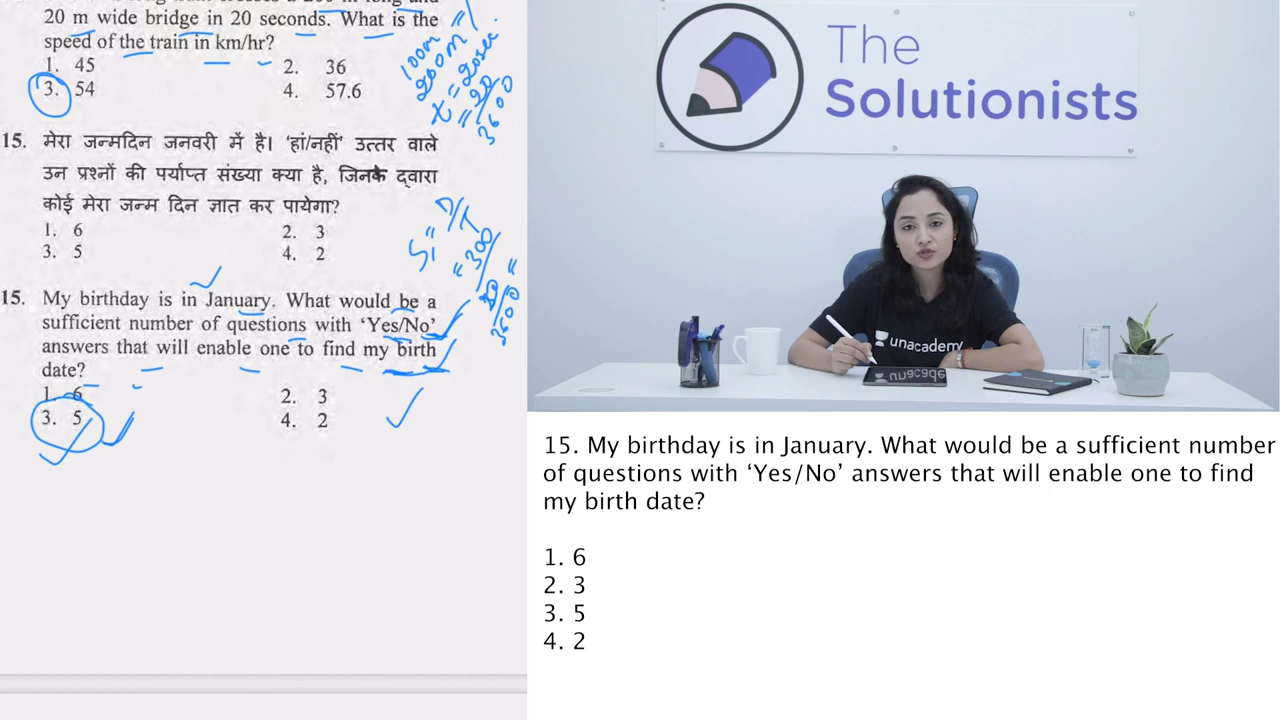 20 m wide bridge in 20 seconds. What is the
speed of the train in km/hr?
1. 45 2. 36
3. 54 4. 57.6
100m
200m
t = 20sec
= 20/3600
15. मेरा जन्मदिन जनवरी में है। 'हां/नहीं' उत्तर वाले
उन प्रश्नों की पर्याप्त संख्या क्या है, जिनके द्वारा
कोई मेरा जन्म दिन ज्ञात कर पायेगा?
1. 6 2. 3
3. 5 4. 2
15. My birthday is in January. What would be a
sufficient number of questions with ‘Yes/No’
answers that will enable one to find my birth
date?
1. 6 2. 3
3. 5 4. 2
The
Solutionists
unacademy
unacademy
15. My birthday is in January. What would be a sufficient number
of questions with ‘Yes/No’ answers that will enable one to find
my birth date?
1. 6
2. 3
3. 5
4. 2